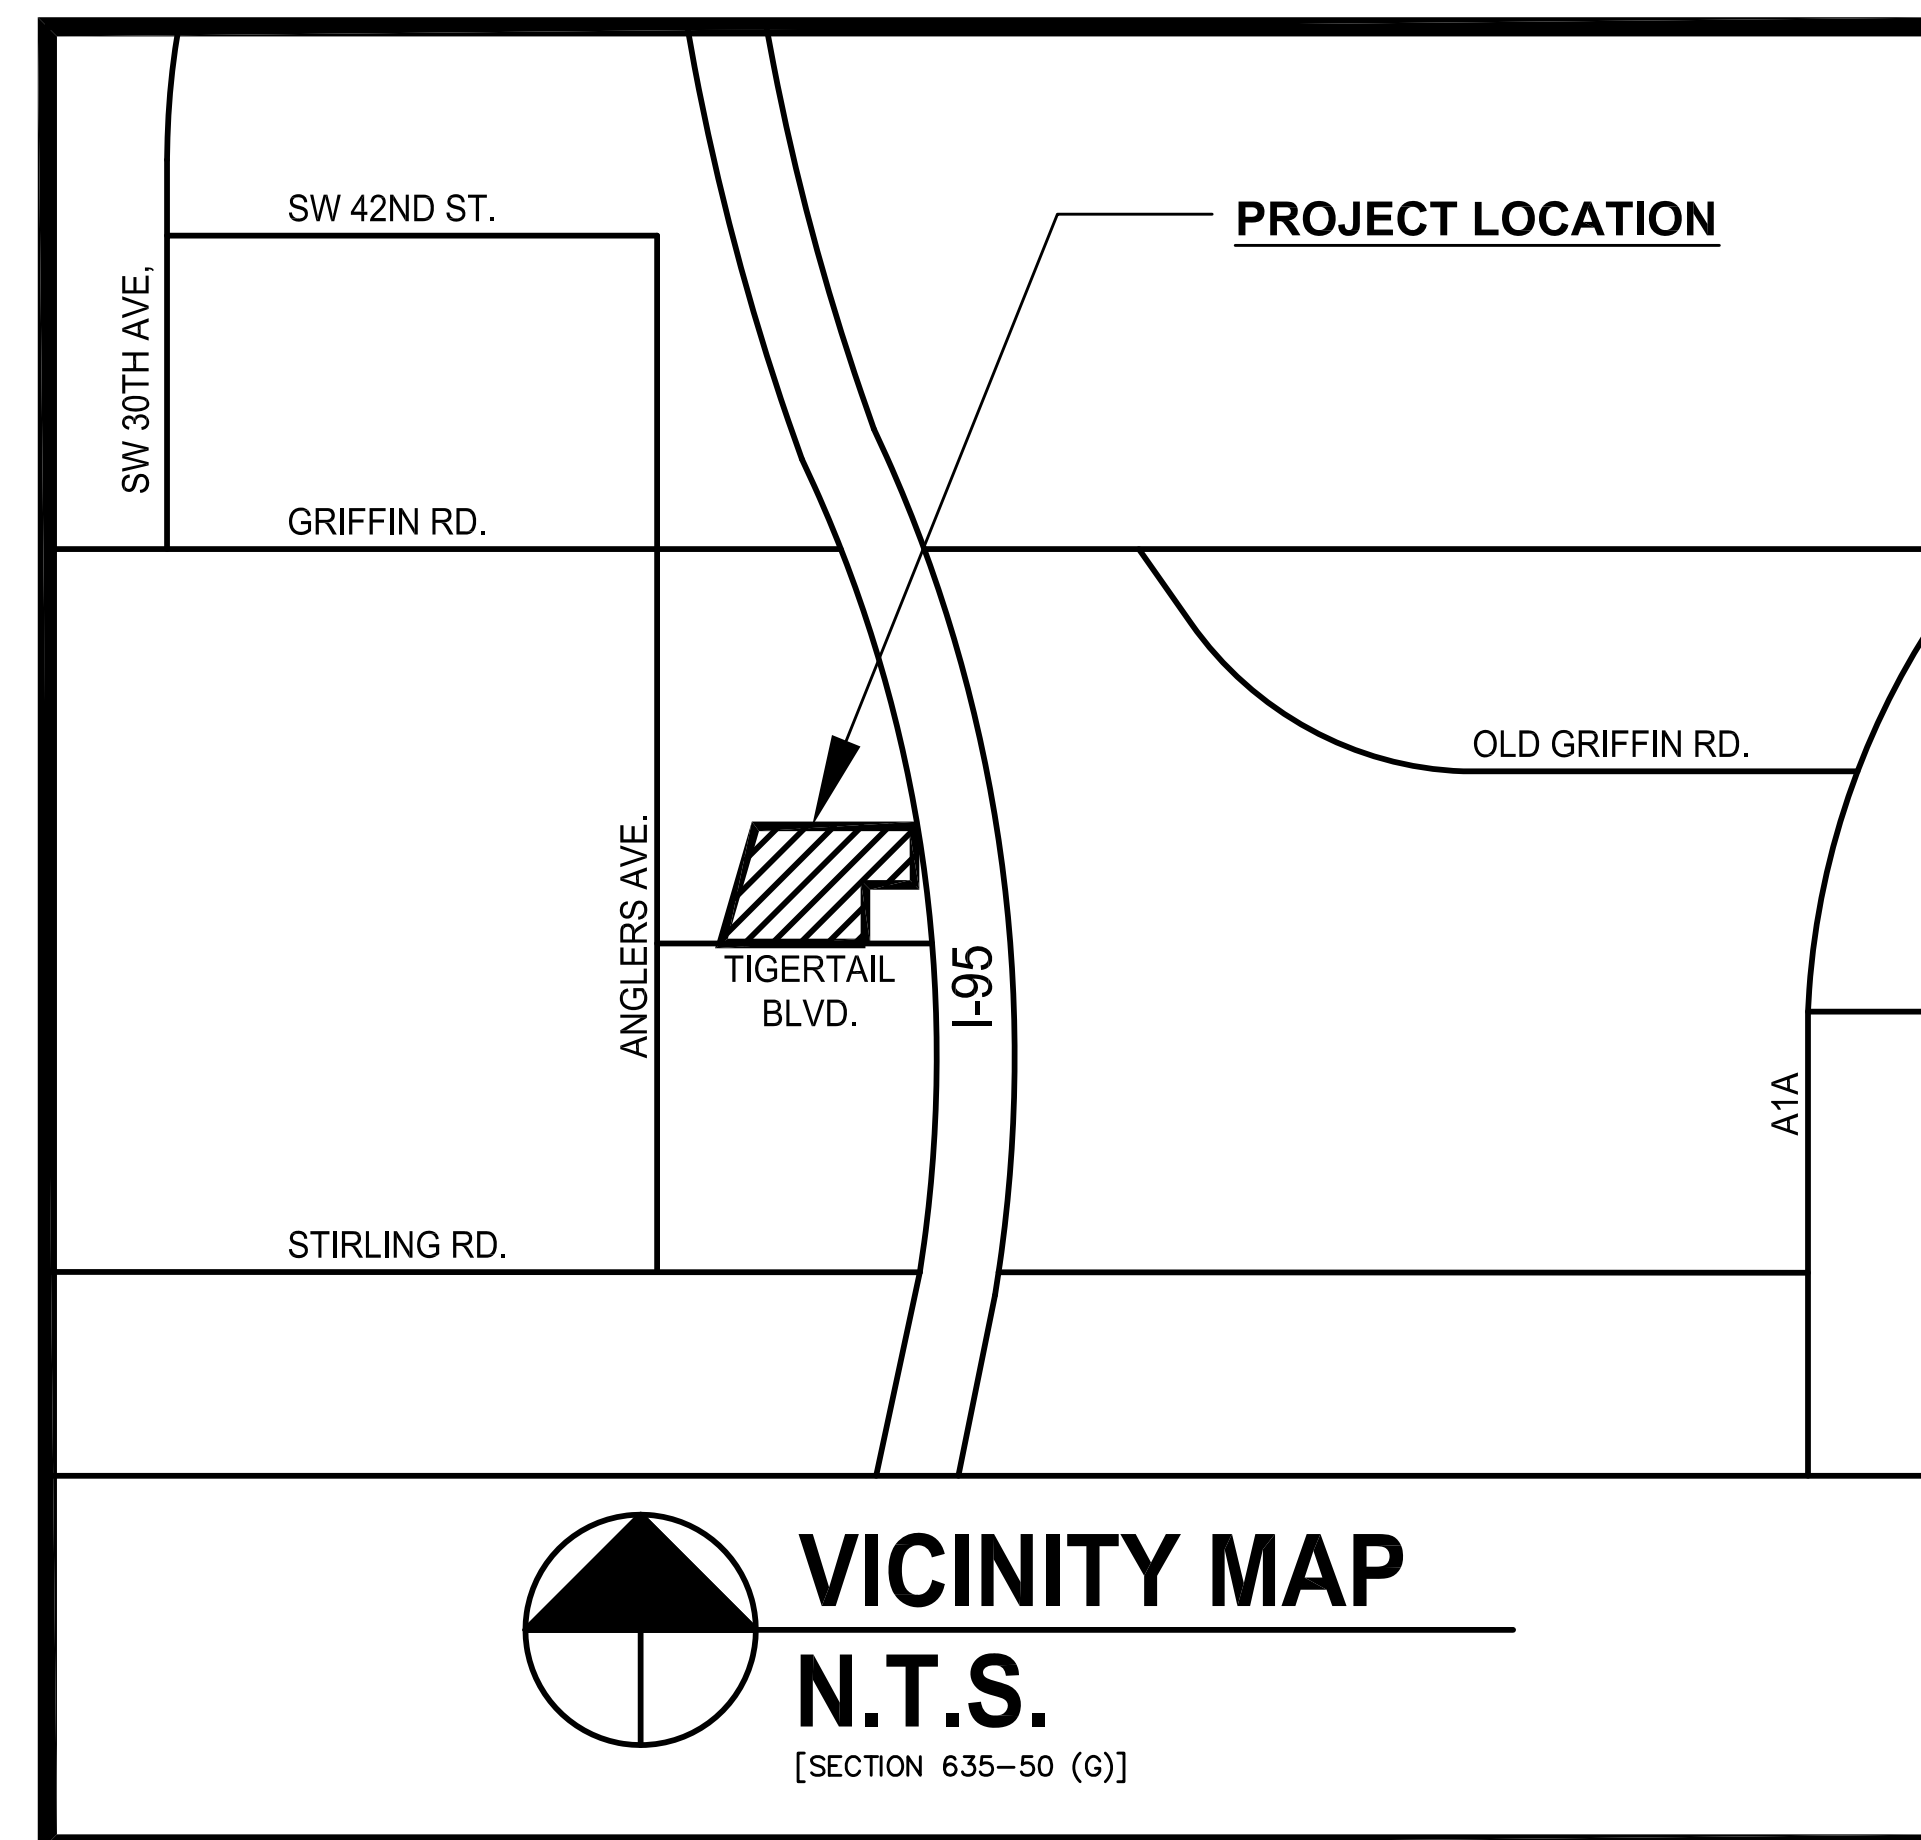 SW 42ND ST.
PROJECT LOCATION
SW 30TH AVE,
GRIFFIN RD.
OLD GRIFFIN RD.
ANGLERS AVE.
TIGERTAIL
BLVD.
I-95
A1A
STIRLING RD.
VICINITY MAP
N.T.S.
[SECTION 635-50 (G)]